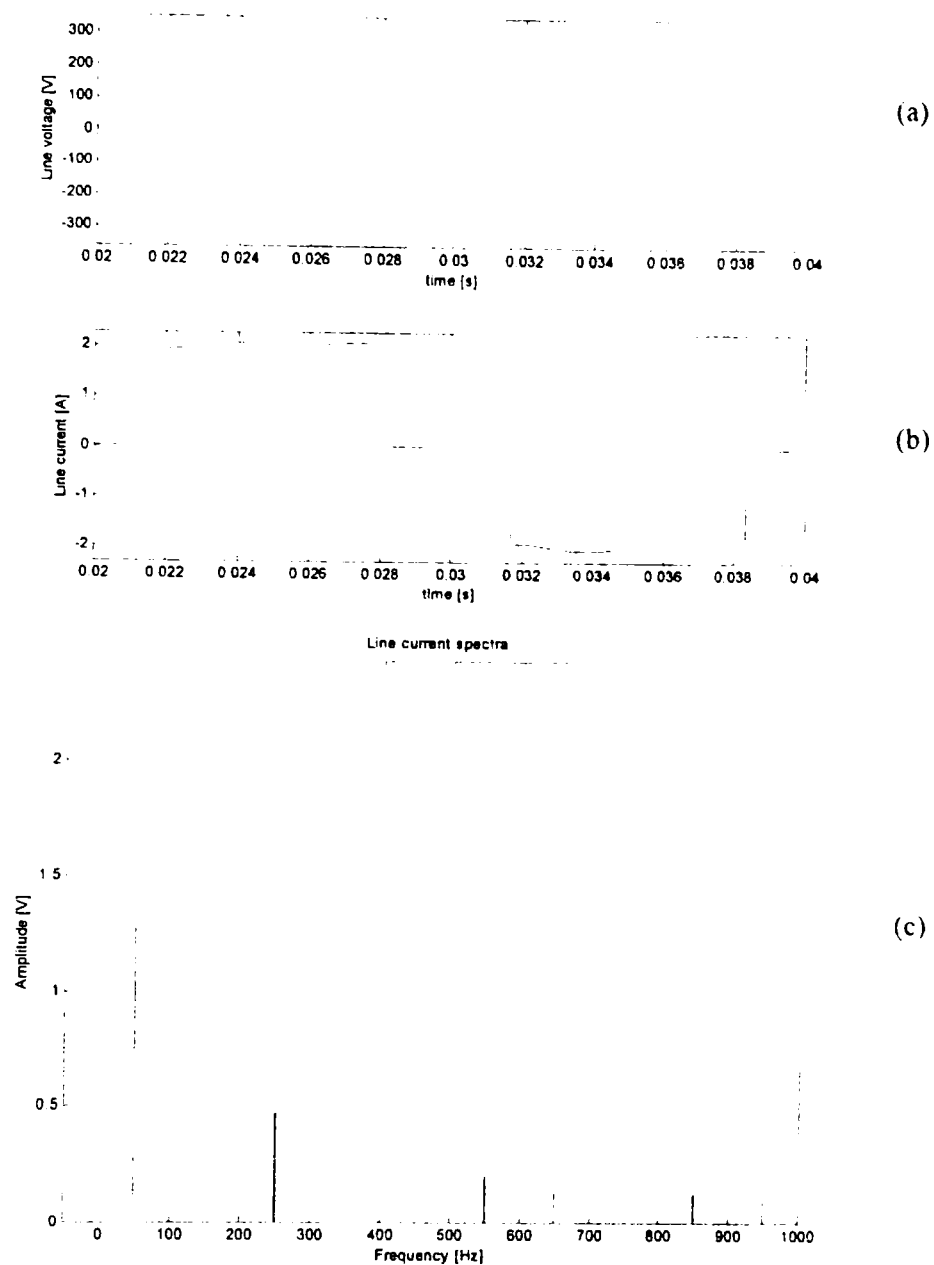 300
200
100
0
-100
-200
-300
Line voltage [V]
0 02 0 022 0 024 0 026 0 028 0 03 0 032 0 034 0 036 0 038 0 04
time [s]
(a)
2
1
0
-1
-2
Line current [A]
0 02 0 022 0 024 0 026 0 028 0 03 0 032 0 034 0 036 0 038 0 04
time [s]
(b)
Line current spectra
2
1 5
1
0 5
0
Amplitude [V]
0 100 200 300 400 500 600 700 800 900 1000
Frequency [Hz]
(c)